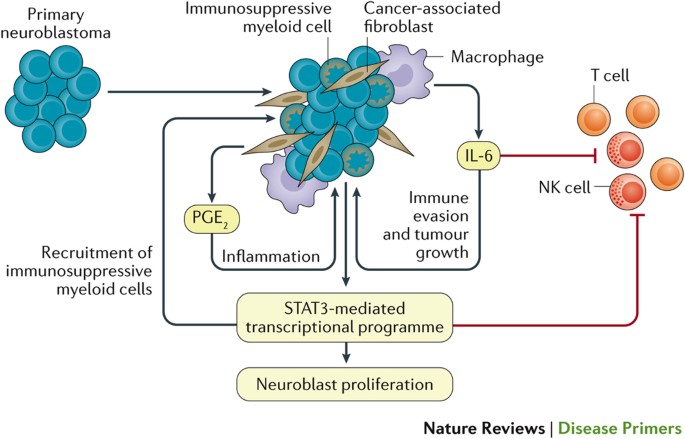 Primary
neuroblastoma
Immunosuppressive
myeloid cell
Cancer-associated
fibroblast
Macrophage
T cell
IL-6
NK cell
PGE2
Inflammation
Immune
evasion
and tumour
growth
Recruitment of
immunosuppressive
myeloid cells
STAT3-mediated
transcriptional programme
Neuroblast proliferation
Nature Reviews | Disease Primers